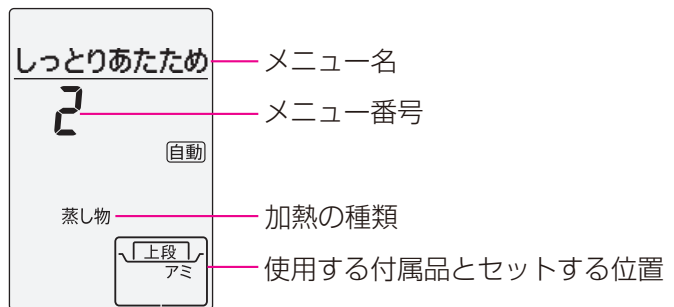 しっとりあたため
メニュー名
2
メニュー番号
自動
蒸し物
加熱の種類
上段
アミ
使用する付属品とセットする位置